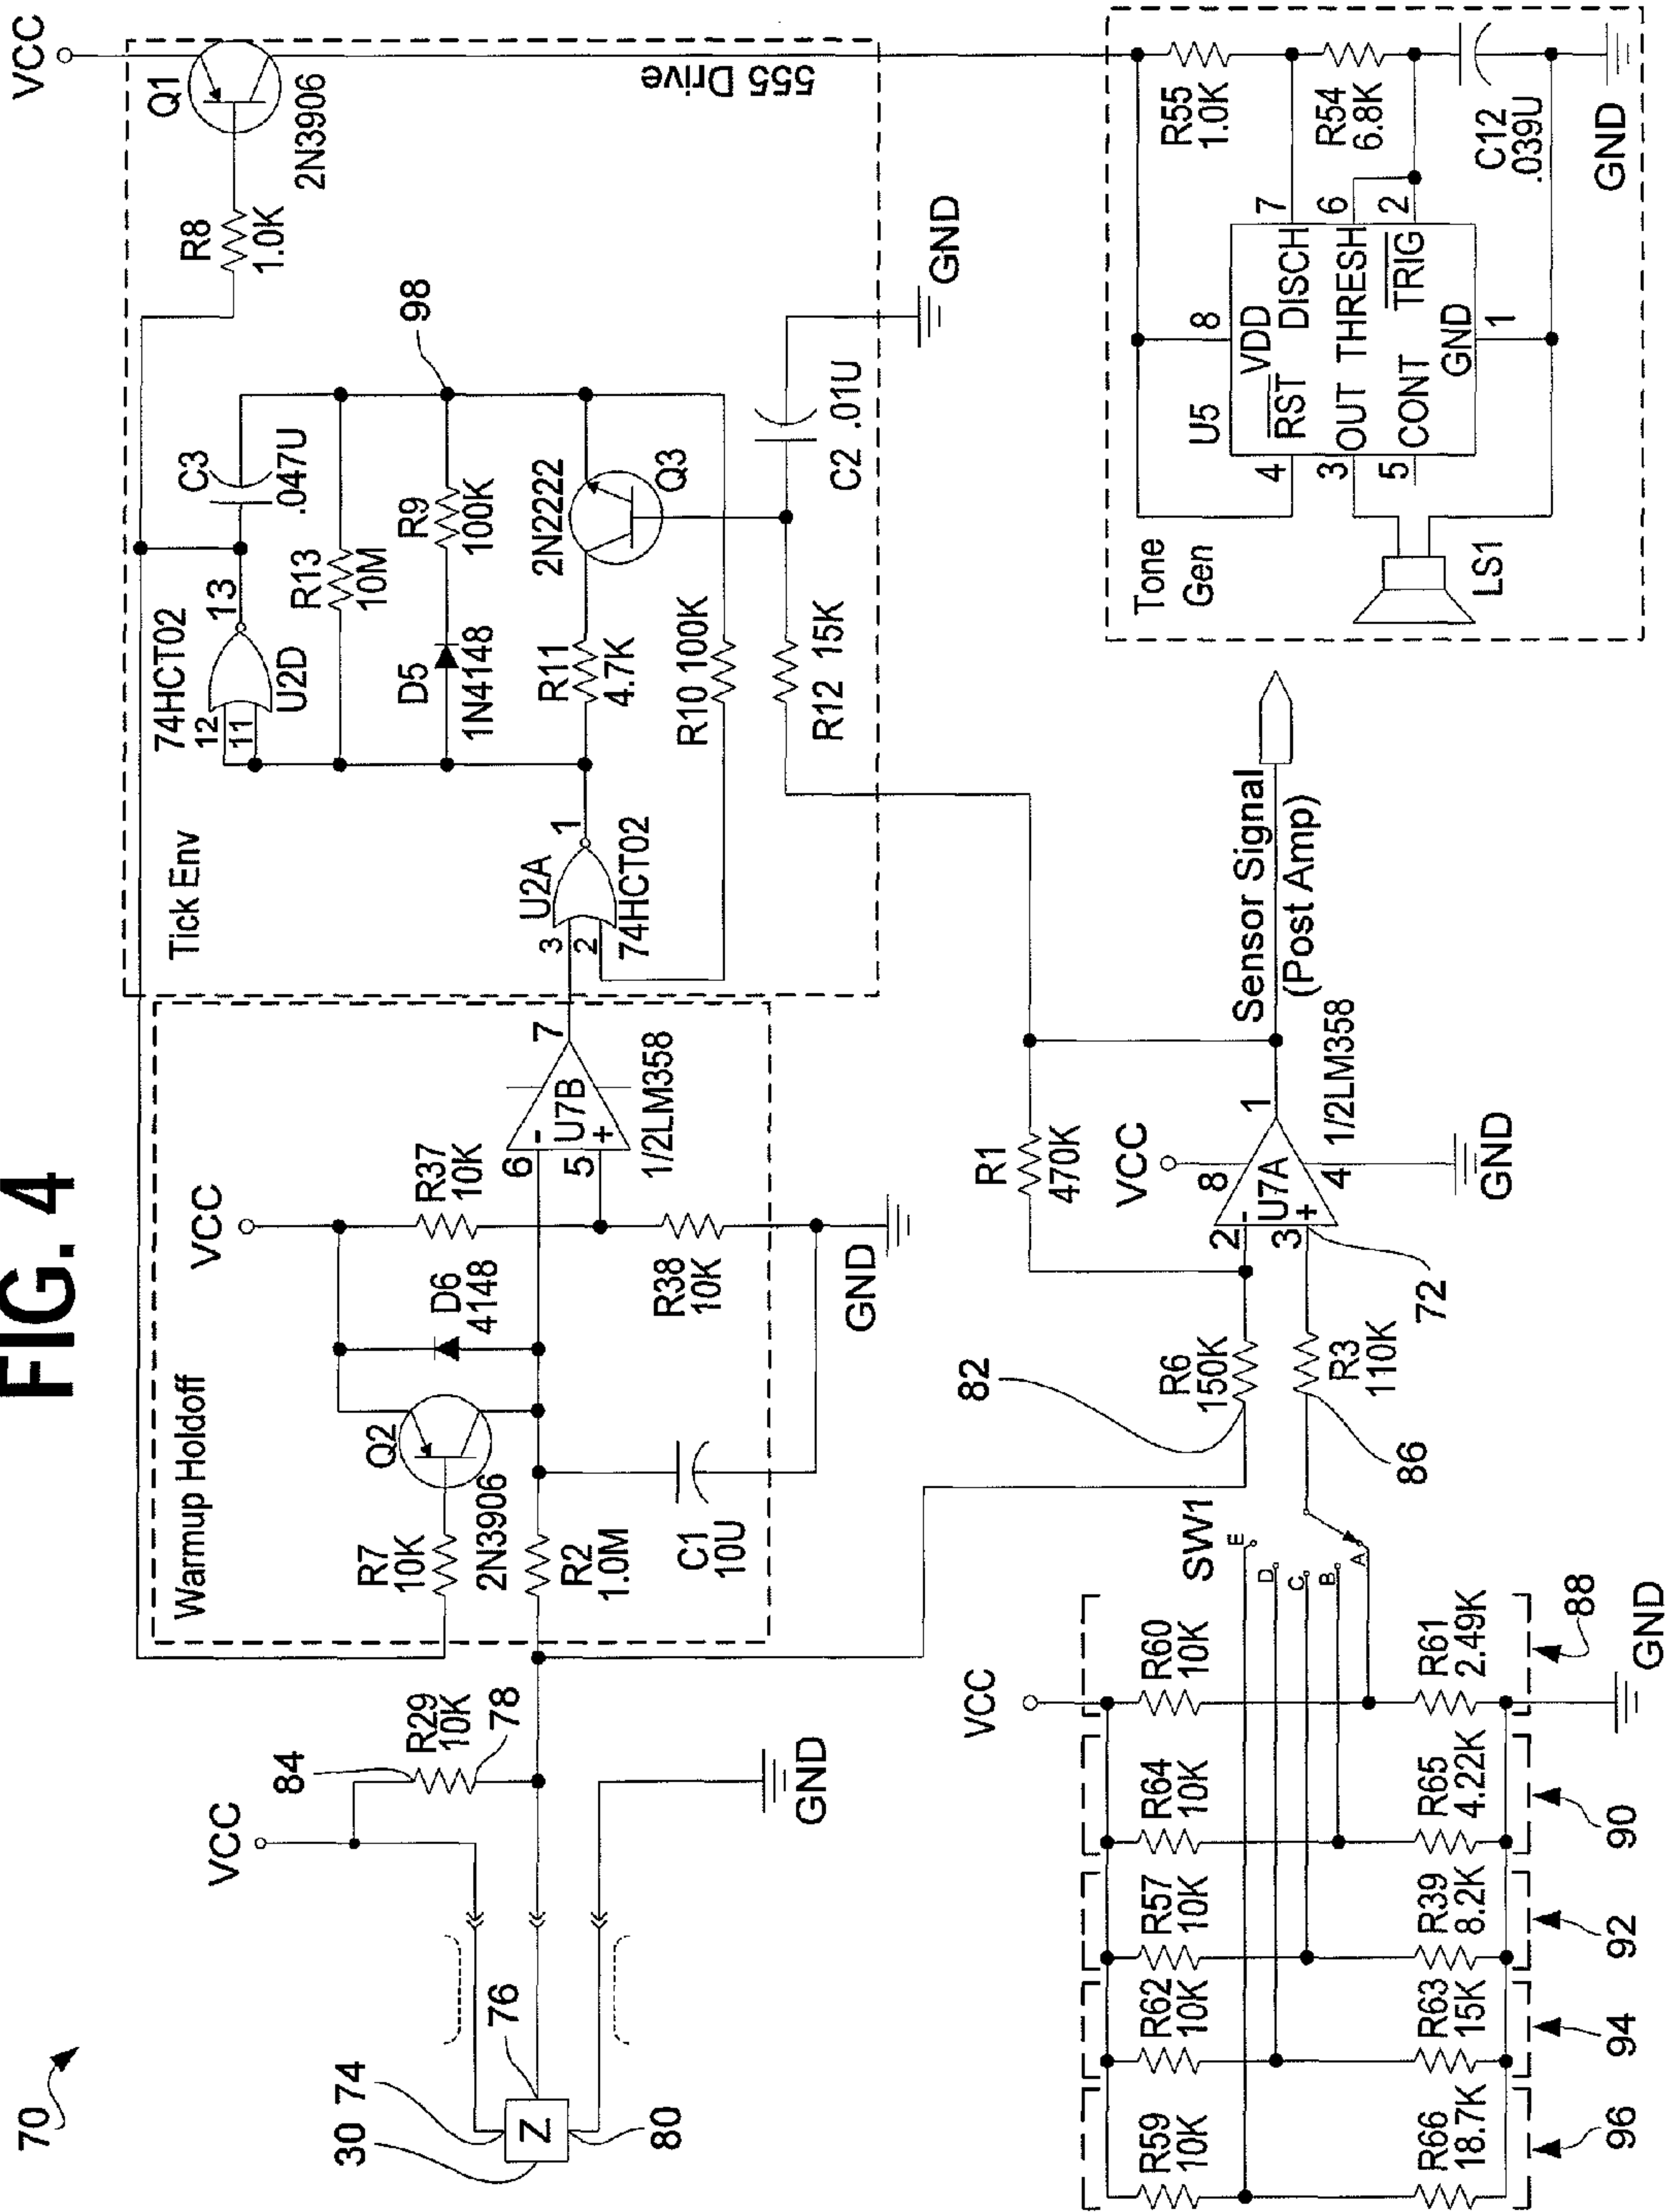 FIG. 4
70
VCC
84
R29
10K
78
74
30
Z
76
80
GND
Warmup Holdoff
R7
10K
Q2
2N3906
D6
4148
VCC
R37
10K
R2
1.0M
C1
10U
R38
10K
GND
6
5
-
+
U7B
7
1/2LM358
Tick Env
U2A
3
2
1
74HCT02
74HCT02
12
11
13
U2D
C3
.047U
R13
10M
D5
1N4148
R9
100K
98
R11
4.7K
2N2222
Q3
R10 100K
R12 15K
C2 .01U
GND
R8
1.0K
Q1
2N3906
VCC
555 Drive
82
R6
150K
R3
110K
86
72
R1
470K
VCC
8
2
3
-
+
U7A
1
4
1/2LM358
GND
Sensor Signal
(Post Amp)
SW1
E
D
C
B
A
VCC
R59
10K
R62
10K
R57
10K
R64
10K
R60
10K
R66
18.7K
R63
15K
R39
8.2K
R65
4.22K
R61
2.49K
96
94
92
90
88
GND
Tone
Gen
LS1
U5
8
VDD
4
RST
3
OUT
5
CONT
DISCH
7
THRESH
6
TRIG
2
GND
1
R55
1.0K
R54
6.8K
C12
.039U
GND